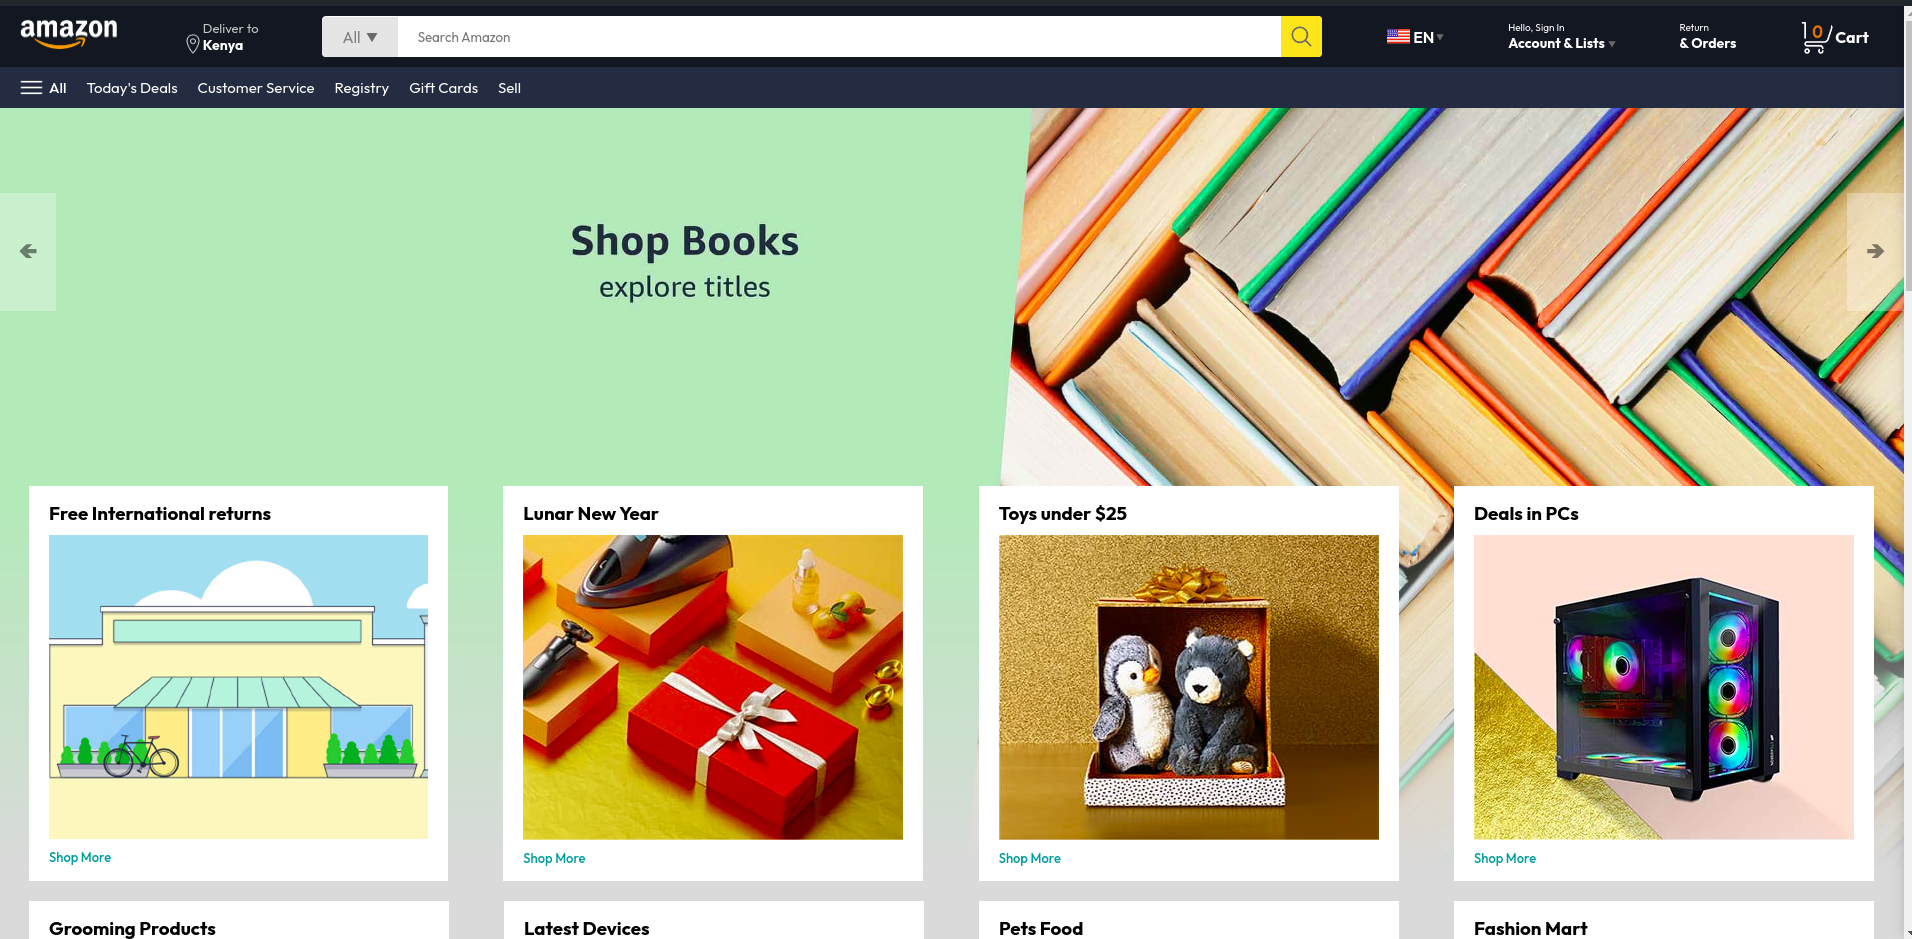 amazon
Deliver to
Kenya
All
Search Amazon
EN
Hello, Sign In
Account & Lists
Return
& Orders
0
Cart
All
Today's Deals
Customer Service
Registry
Gift Cards
Sell
Shop Books
explore titles
Free International returns
Lunar New Year
Toys under $25
Deals in PCs
Shop More
Shop More
Shop More
Shop More
Grooming Products
Latest Devices
Pets Food
Fashion Mart